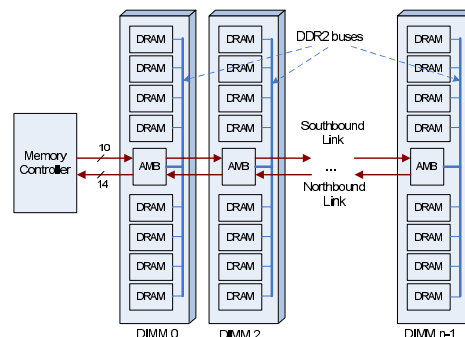 DRAM
DRAM
DRAM
DRAM
AMB
DRAM
DRAM
DRAM
DRAM
DIMM 0
DRAM
DRAM
DRAM
DRAM
AMB
DRAM
DRAM
DRAM
DRAM
DIMM 2
DRAM
DRAM
DRAM
DRAM
AMB
DRAM
DRAM
DRAM
DRAM
DIMM n-1
DDR2 buses
Memory
Controller
10
14
Southbound
Link
...
Northbound
Link